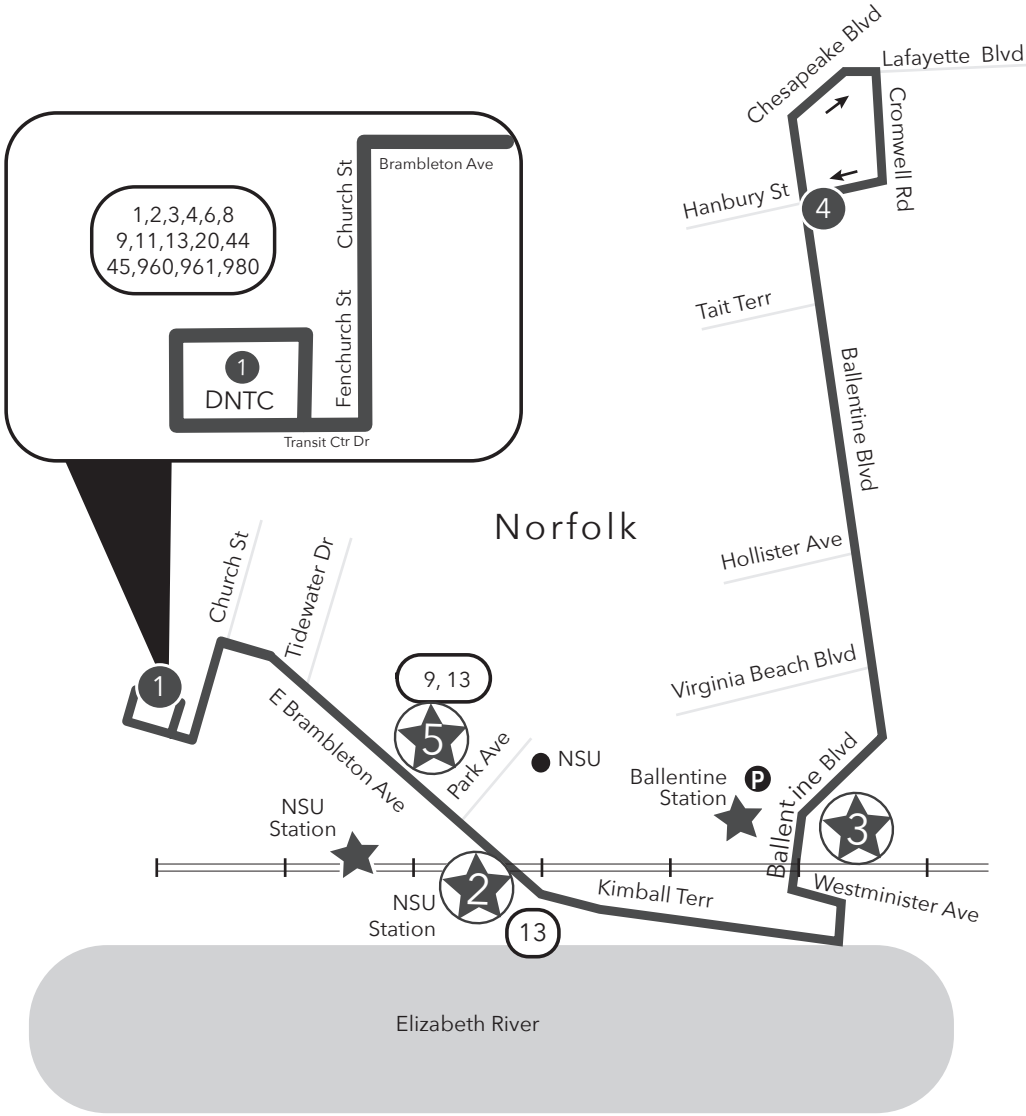 Chesapeake Blvd
Lafayette Blvd
Cromwell Rd
Hanbury St
4
Tait Terr
Ballentine Blvd
Hollister Ave
Virginia Beach Blvd
Brambleton Ave
Church St
1,2,3,4,6,8
9,11,13,20,44
45,960,961,980
Fenchurch St
1
DNTC
Transit Ctr Dr
Norfolk
Church St
Tidewater Dr
1
E Brambleton Ave
9, 13
5
Park Ave
NSU
Ballentine
Station
P
Ballentine Blvd
3
NSU
Station
2
NSU
Station
13
Kimball Terr
Westminister Ave
Elizabeth River